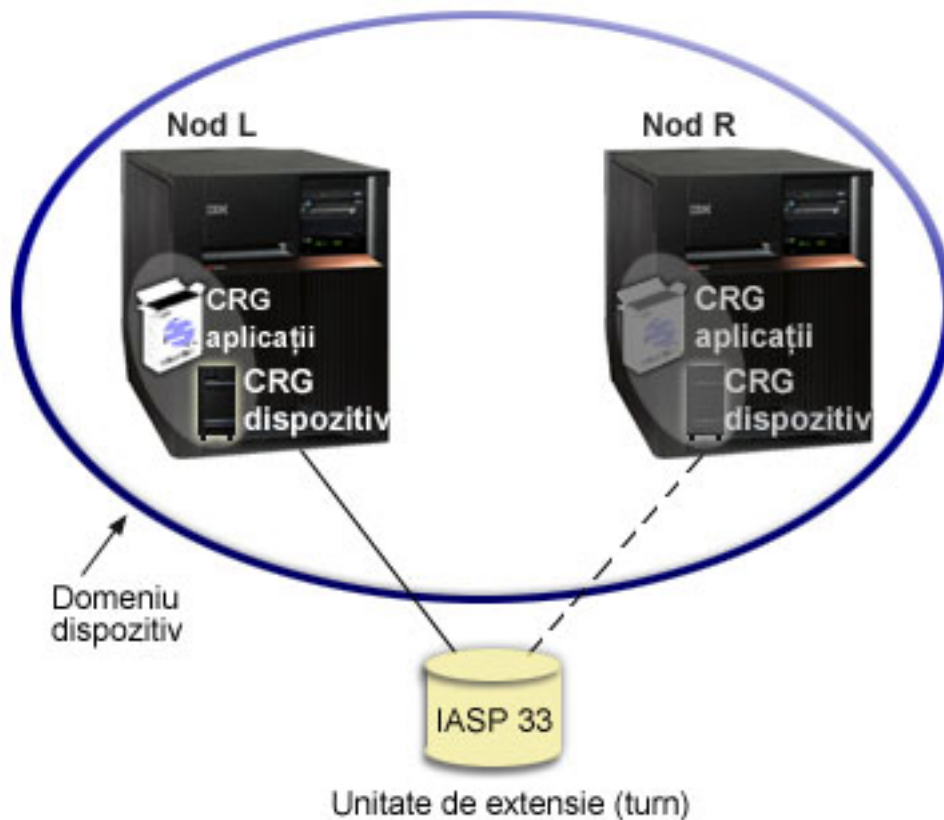 Nod L
Nod R
IBM
IBM
CRG
aplicații
CRG
dispozitiv
CRG
aplicații
CRG
dispozitiv
Domeniu
dispozitiv
IASP 33
Unitate de extensie (turn)